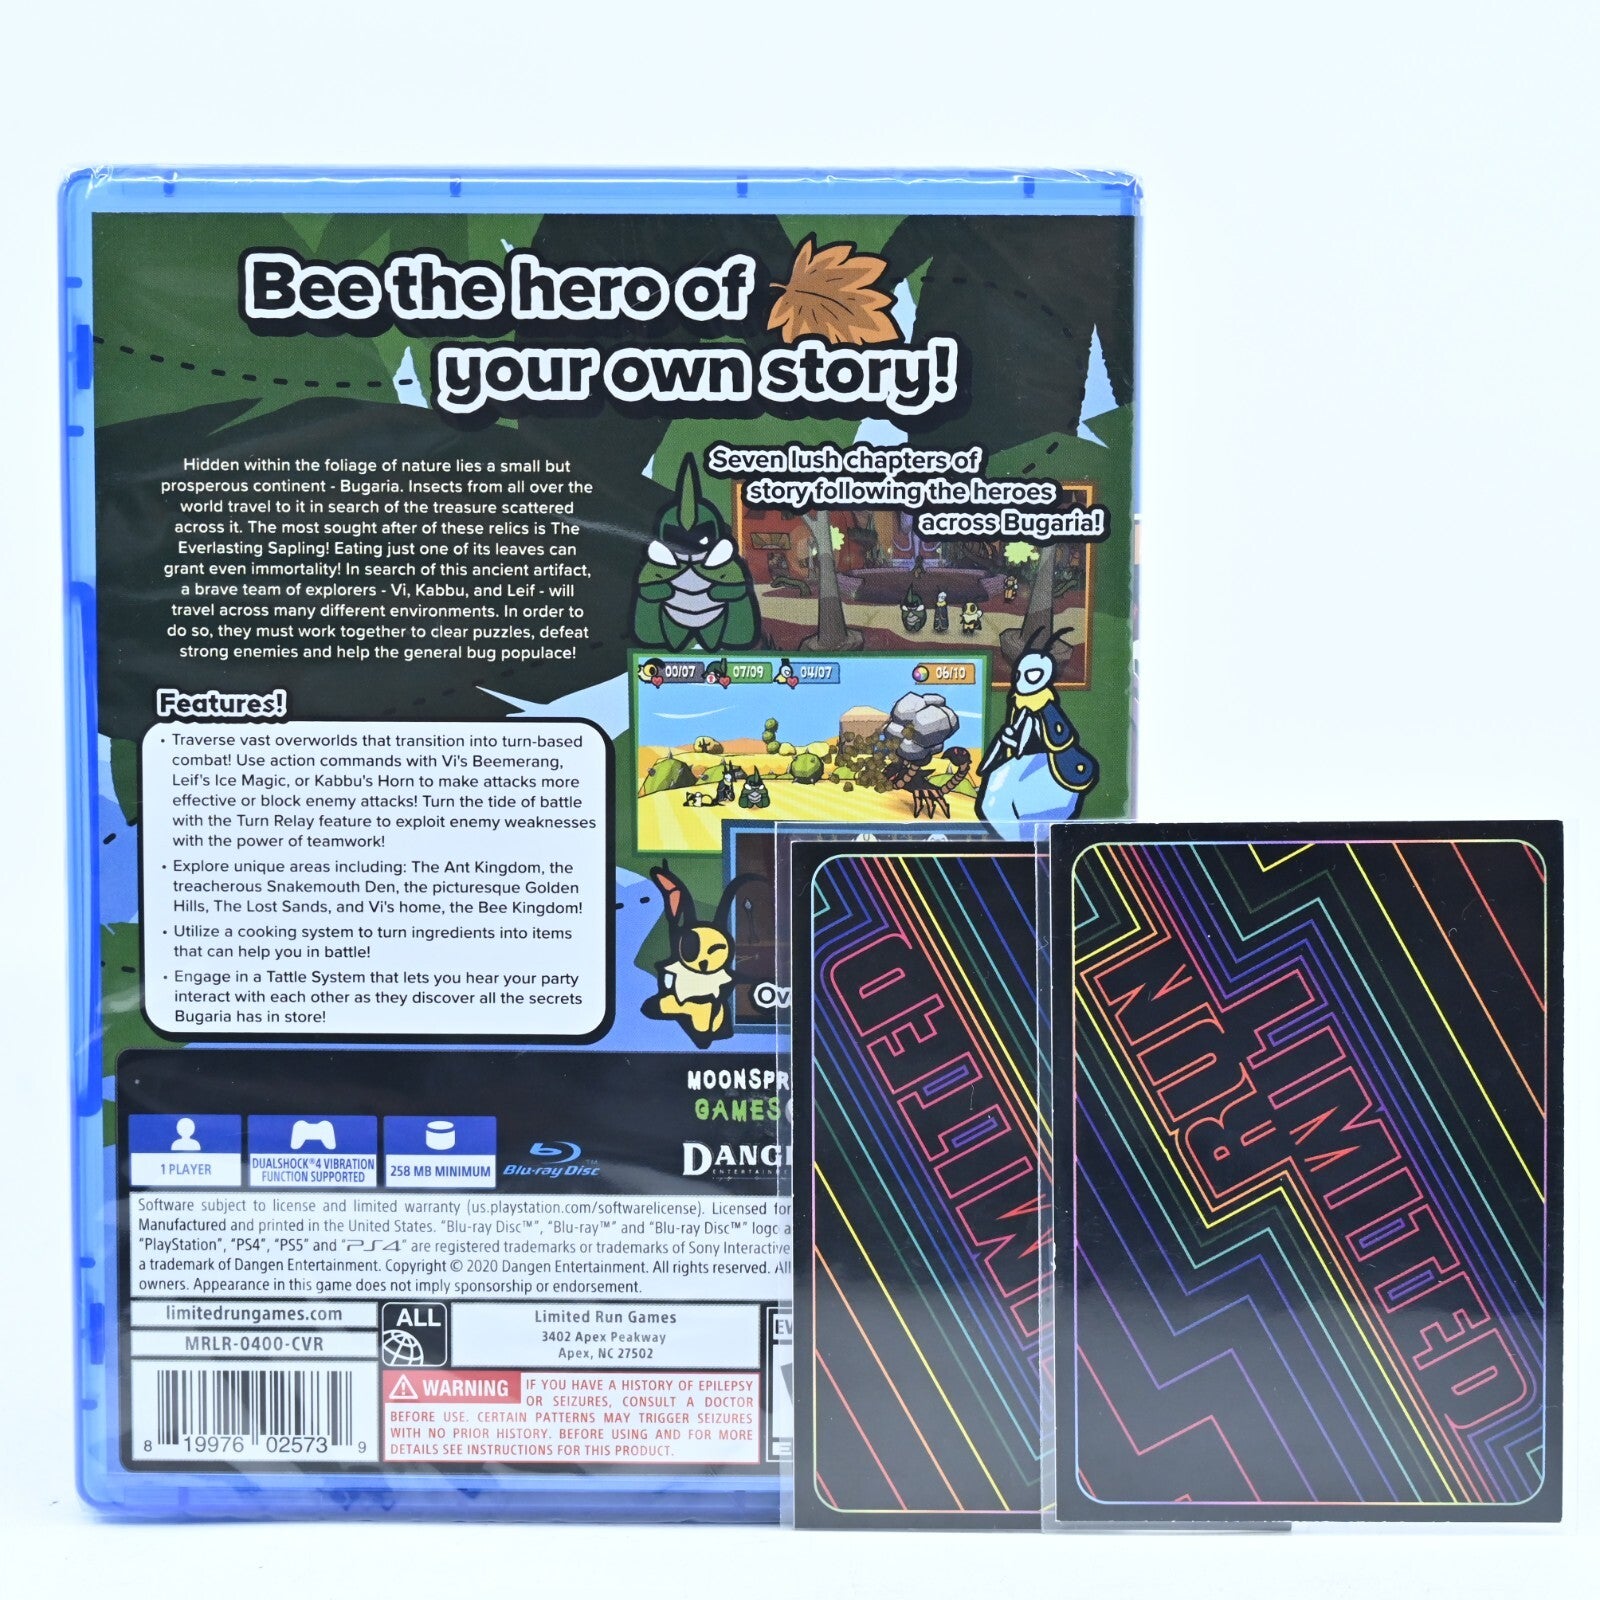 Bee the hero of
your own story!
Hidden within the foliage of nature lies a small but
prosperous continent - Bugaria. Insects from all over the
world travel to it in search of the treasure scattered
across it. The most sought after of these relics is The
Everlasting Sapling! Eating just one of its leaves can
grant even immortality! In search of this ancient artifact,
a brave team of explorers - Vi, Kabbu, and Leif - will
travel across many different environments. In order to
do so, they must work together to clear puzzles, defeat
strong enemies and help the general bug populace!
Seven lush chapters of
story following the heroes
across Bugaria!
00/07 07/09 04/07 06/10
Features!
• Traverse vast overworlds that transition into turn-based
combat! Use action commands with Vi's Beemerang,
Leif's Ice Magic, or Kabbu's Horn to make attacks more
effective or block enemy attacks! Turn the tide of battle
with the Turn Relay feature to exploit enemy weaknesses
with the power of teamwork!
• Explore unique areas including: The Ant Kingdom, the
treacherous Snakemouth Den, the picturesque Golden
Hills, The Lost Sands, and Vi's home, the Bee Kingdom!
• Utilize a cooking system to turn ingredients into items
that can help you in battle!
• Engage in a Tattle System that lets you hear your party
interact with each other as they discover all the secrets
Bugaria has in store!
Ov
MOONSPR
GAMES
DANG
1 PLAYER
DUALSHOCK®4 VIBRATION
FUNCTION SUPPORTED
258 MB MINIMUM
Blu-ray Disc™
Software subject to license and limited warranty (us.playstation.com/softwarelicense). Licensed for
Manufactured and printed in the United States. "Blu-ray Disc™", "Blu-ray™" and "Blu-ray Disc™" logo a
"PlayStation", "PS4", "PS5" and "PS4" are registered trademarks or trademarks of Sony Interactive
a trademark of Dangen Entertainment. Copyright © 2020 Dangen Entertainment. All rights reserved. All
owners. Appearance in this game does not imply sponsorship or endorsement.
limitedrungames.com
MRLR-0400-CVR
ALL
Limited Run Games
3402 Apex Peakway
Apex, NC 27502
EV
E
WARNING IF YOU HAVE A HISTORY OF EPILEPSY
OR SEIZURES, CONSULT A DOCTOR
BEFORE USE. CERTAIN PATTERNS MAY TRIGGER SEIZURES
WITH NO PRIOR HISTORY. BEFORE USING AND FOR MORE
DETAILS SEE INSTRUCTIONS FOR THIS PRODUCT.
8 19976 02573 9
LIMITED
RUN
LIMITED
R